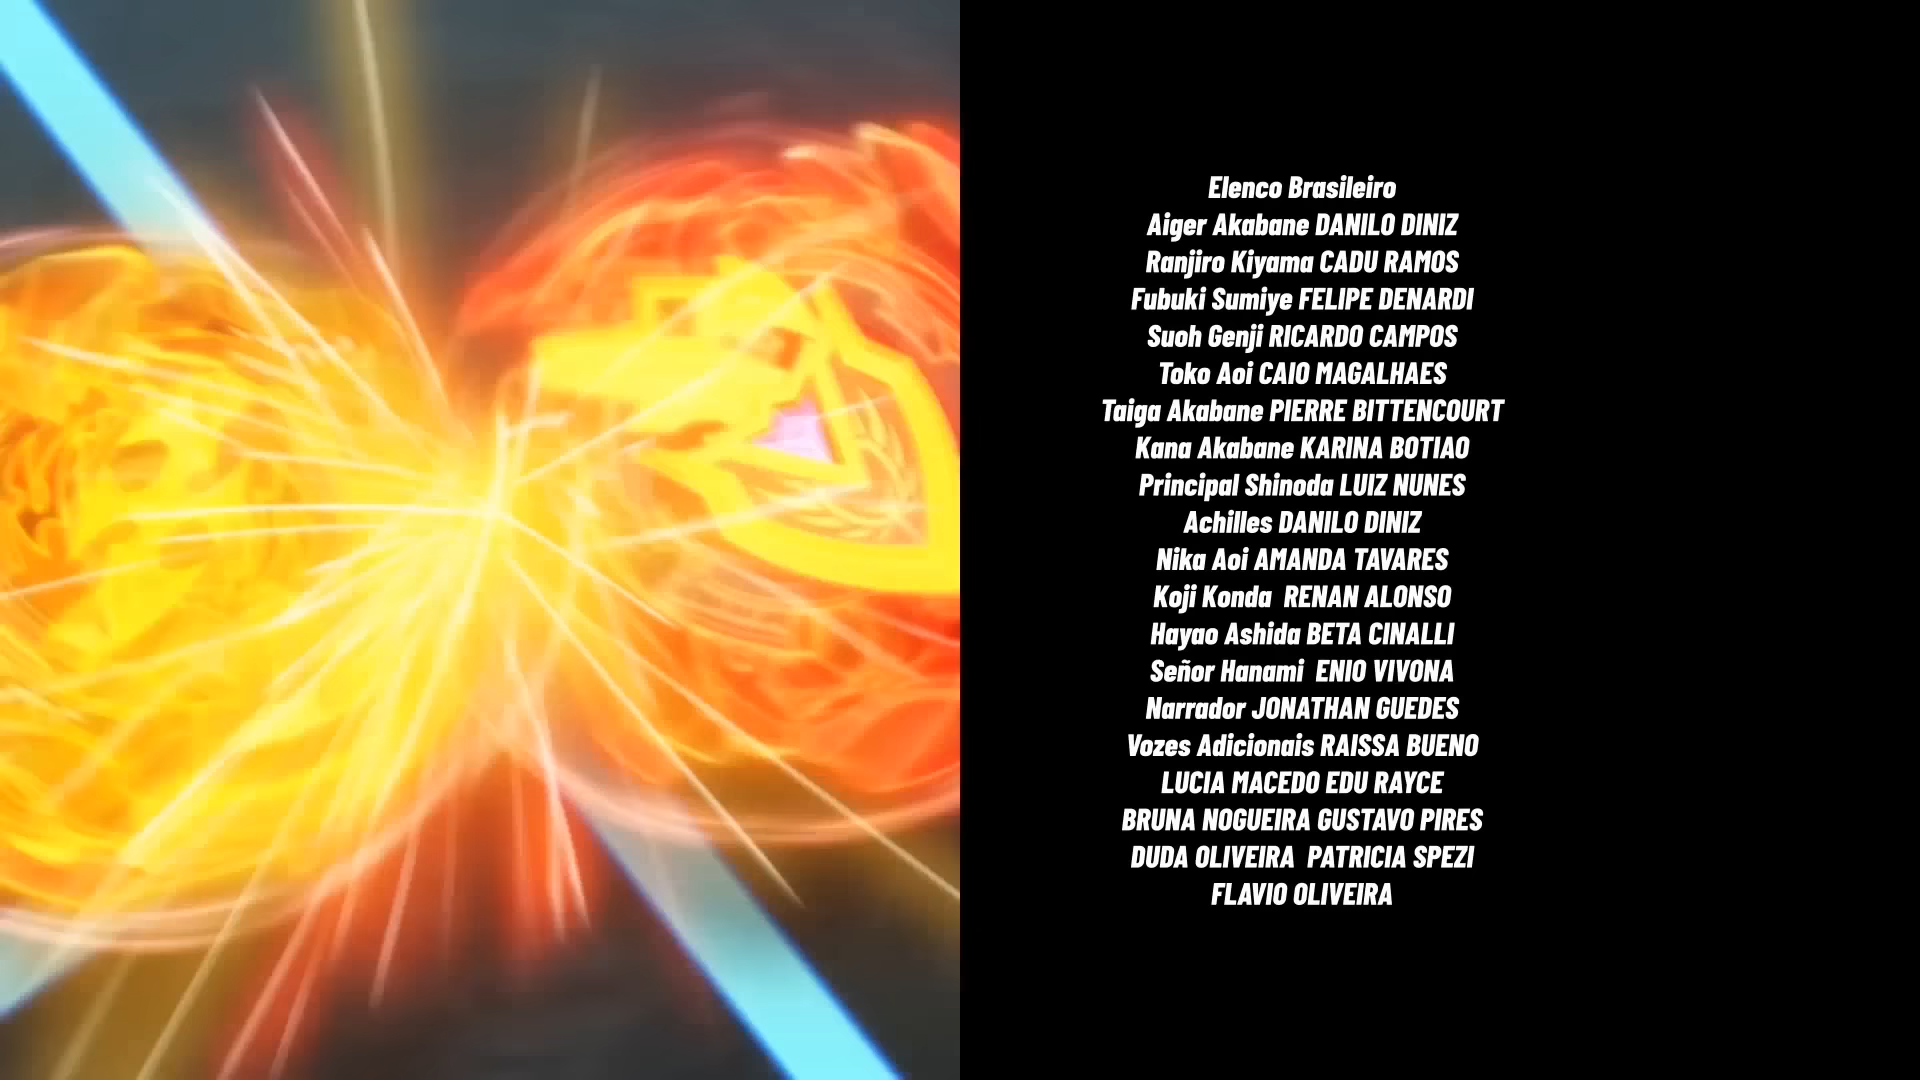 Elenco Brasileiro
Aiger Akabane DANILO DINIZ
Ranjiro Kiyama CADU RAMOS
Fubuki Sumiye FELIPE DENARDI
Suoh Genji RICARDO CAMPOS
Toko Aoi CAIO MAGALHAES
Taiga Akabane PIERRE BITTENCOURT
Kana Akabane KARINA BOTIAO
Principal Shinoda LUIZ NUNES
Achilles DANILO DINIZ
Nika Aoi AMANDA TAVARES
Koji Konda  RENAN ALONSO
Hayao Ashida BETA CINALLI
Señor Hanami  ENIO VIVONA
Narrador JONATHAN GUEDES
Vozes Adicionais RAISSA BUENO
LUCIA MACEDO EDU RAYCE
BRUNA NOGUEIRA GUSTAVO PIRES
DUDA OLIVEIRA  PATRICIA SPEZI
FLAVIO OLIVEIRA